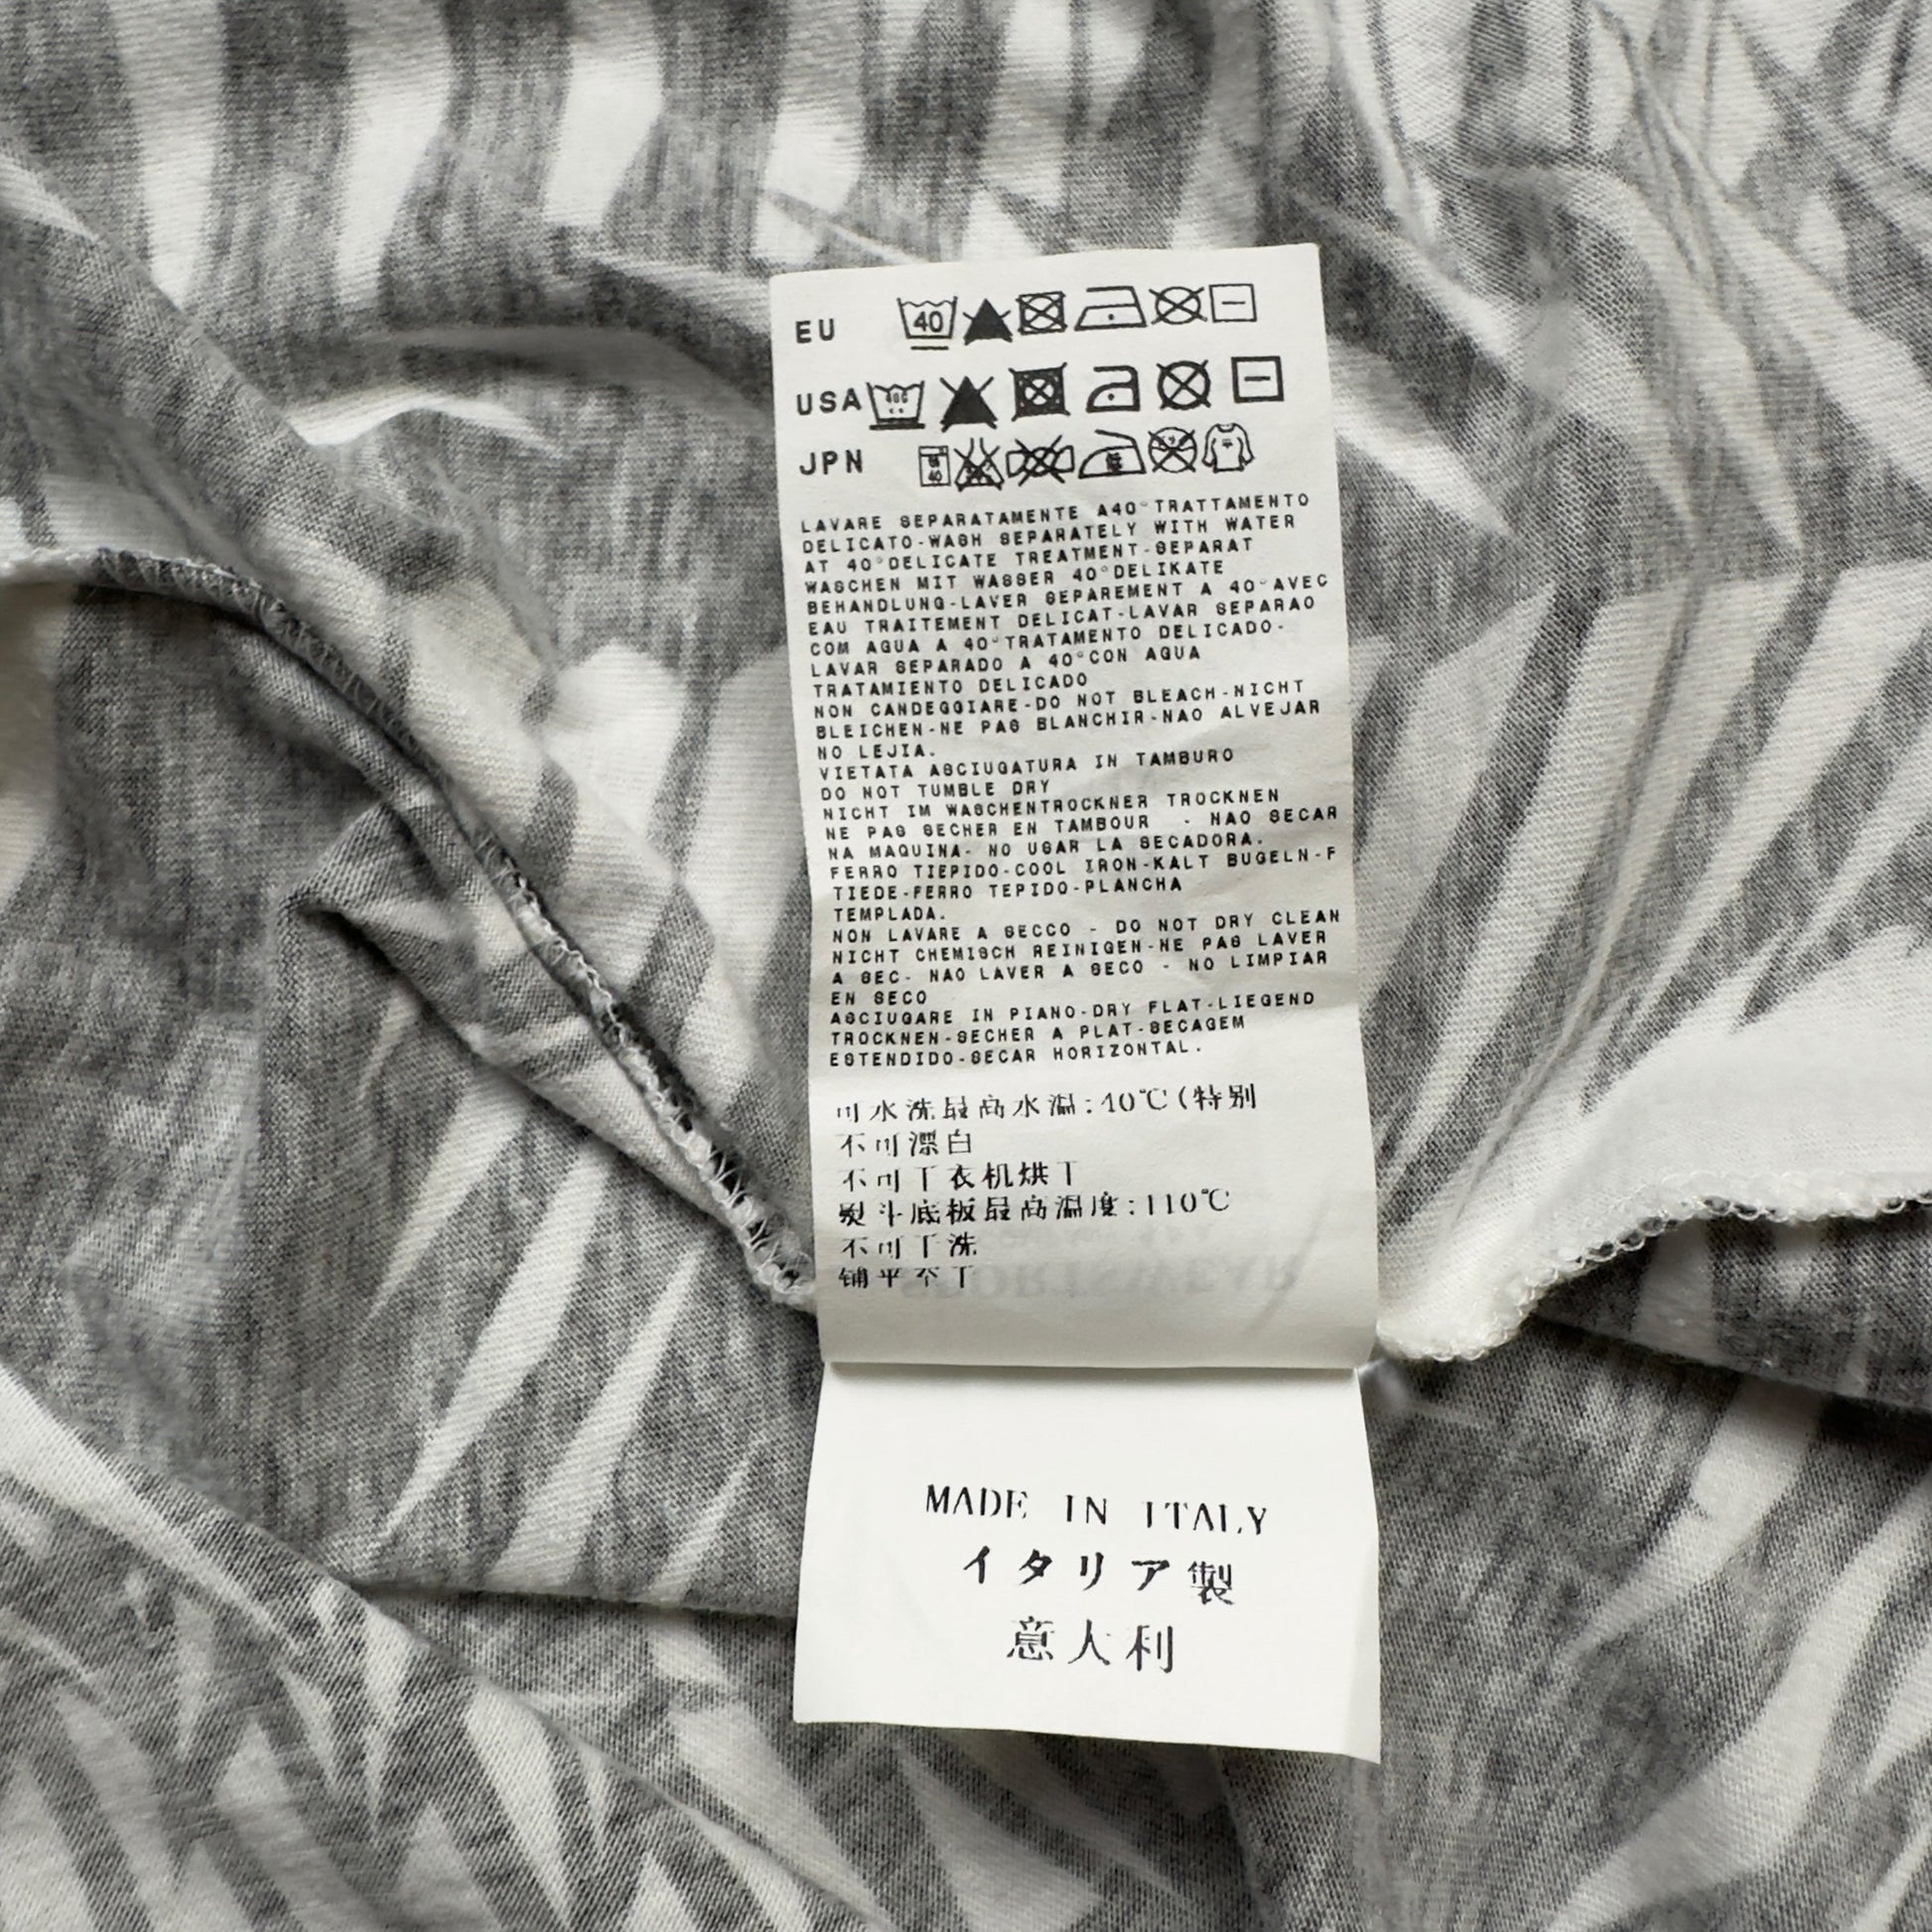 EU 40
USA
JPN 40
LAVARE SEPARATAMENTE A40°TRATTAMENTO
DELICATO-WASH SEPARATELY WITH WATER
AT 40°DELICATE TREATMENT-SEPARAT
WASCHEN MIT WASSER 40°DELIKATE
BEHANDLUNG-LAVER SEPAREMENT A 40°AVEC
EAU TRAITEMENT DELICAT-LAVAR SEPARAO
COM AGUA A 40°TRATAMENTO DELICADO-
LAVAR SEPARADO A 40°CON AGUA
TRATAMIENTO DELICADO
NON CANDEGGIARE-DO NOT BLEACH-NICHT
BLEICHEN-NE PAS BLANCHIR-NAO ALVEJAR
NO LEJIA.
VIETATA ASCIUGATURA IN TAMBURO
DO NOT TUMBLE DRY
NICHT IM WASCHENTROCKNER TROCKNEN
NE PAS SECHER EN TAMBOUR - NAO SECAR
NA MAQUINA- NO USAR LA SECADORA.
FERRO TIEPIDO-COOL IRON-KALT BUGELN-F
TIEDE-FERRO TEPIDO-PLANCHA
TEMPLADA.
NON LAVARE A SECCO - DO NOT DRY CLEAN
NICHT CHEMISCH REINIGEN-NE PAS LAVER
A SEC- NAO LAVER A SECO - NO LIMPIAR
EN SECO
ASCIUGARE IN PIANO-DRY FLAT-LIEGEND
TROCKNEN-SECHER A PLAT-SECAGEM
ESTENDIDO-SECAR HORIZONTAL.
可水洗最高水温:40℃(特别
不可漂白
不可干衣机烘干
熨斗底板最高温度:110℃
不可干洗
铺平至干
MADE IN ITALY
イタリア製
意大利